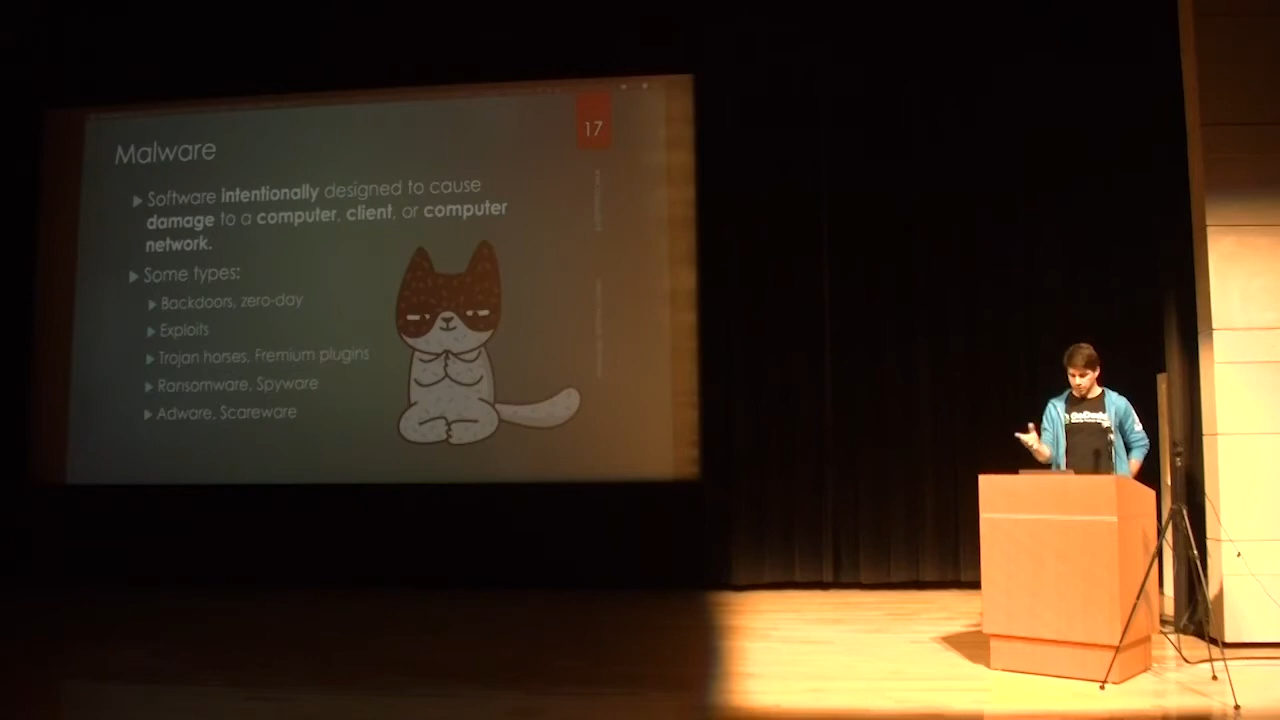 17
Malware
Software intentionally designed to cause
damage to a computer, client, or computer
network.
Some types:
Backdoors, zero-day
Exploits
Trojan horses, Fremium plugins
Ransomware, Spyware
Adware, Scareware